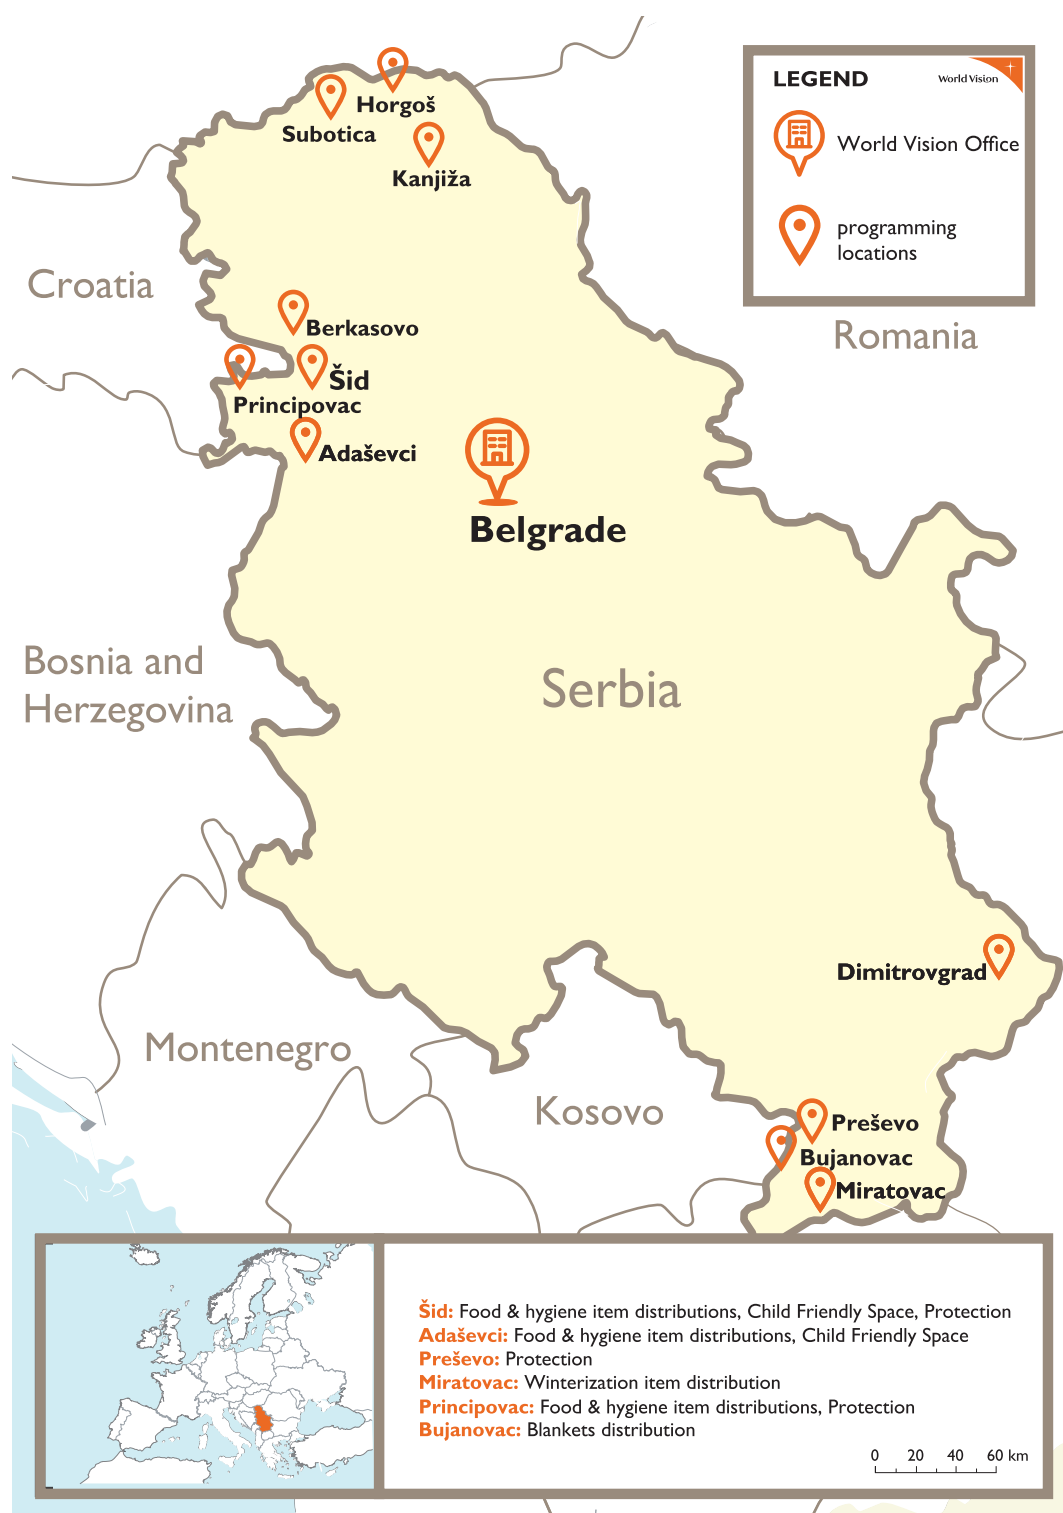 LEGEND
World Vision
World Vision Office
programming
locations
Horgoš
Subotica
Kanjiža
Croatia
Romania
Berkasovo
Šid
Principovac
Adaševci
Belgrade
Bosnia and
Herzegovina
Serbia
Dimitrovgrad
Montenegro
Kosovo
Preševo
Bujanovac
Miratovac
Šid: Food & hygiene item distributions, Child Friendly Space, Protection
Adaševci: Food & hygiene item distributions, Child Friendly Space
Preševo: Protection
Miratovac: Winterization item distribution
Principovac: Food & hygiene item distributions, Protection
Bujanovac: Blankets distribution
0 20 40 60 km